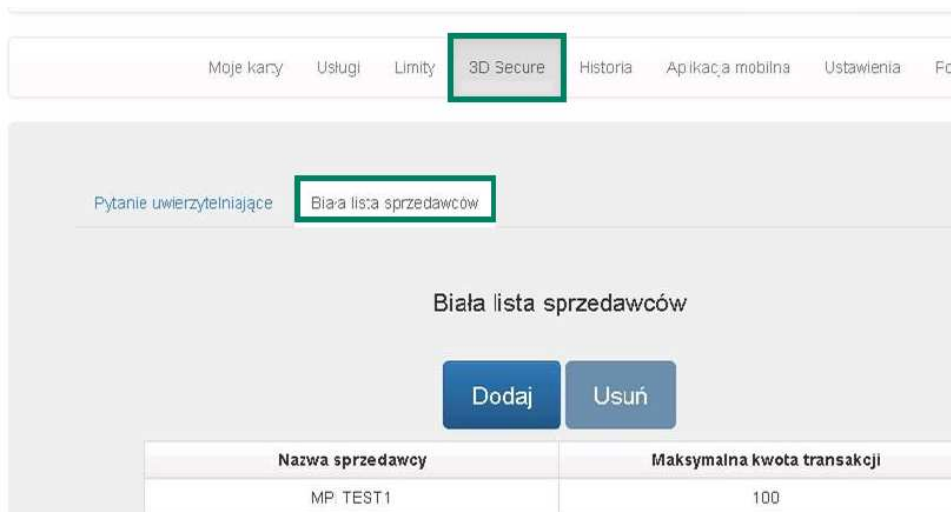 Moje karty Usługi Limity 3D Secure Historia Aplikacja mobilna Ustawienia
Pytanie uwierzytelniające Biała lista sprzedawców
Biała lista sprzedawców
Dodaj Usuń
Nazwa sprzedawcy Maksymalna kwota transakcji
MP TEST1 100